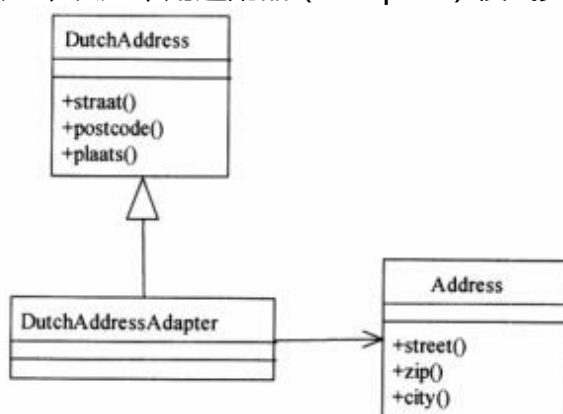 DutchAddress
+straat()
+postcode()
+plaats()
DutchAddressAdapter
Address
+street()
+zip()
+city()